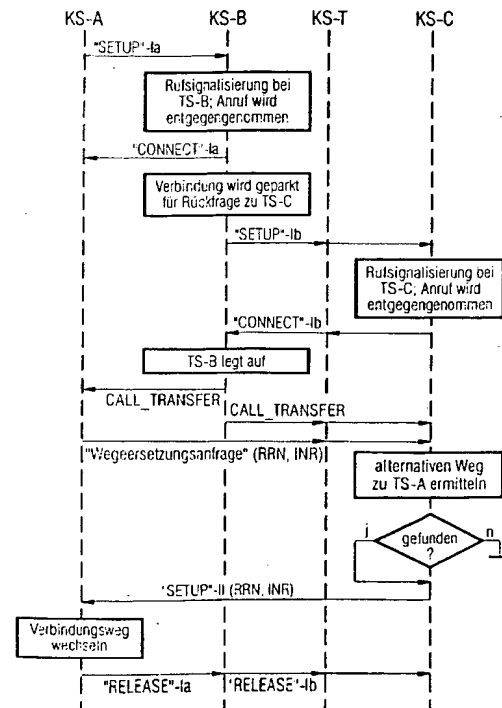 KS-A KS-B KS-T KS-C
"SETUP"-Ia
Rufsignalisierung bei
TS-B; Anruf wird
entgegengenommen
"CONNECT"-Ia
Verbindung wird geparkt
für Rückfrage zu TS-C
"SETUP"-Ib
Rufsignalisierung bei
TS-C; Anruf wird
entgegengenommen
"CONNECT"-Ib
TS-B legt auf
CALL_TRANSFER
CALL_TRANSFER
"Wegeersetzungsanfrage" (RRN, INR)
alternativen Weg
zu TS-A ermitteln
j gefunden n
?
"SETUP"-II (RRN, INR)
Verbindungsweg
wechseln
"RELEASE"-Ia "RELEASE"-Ib